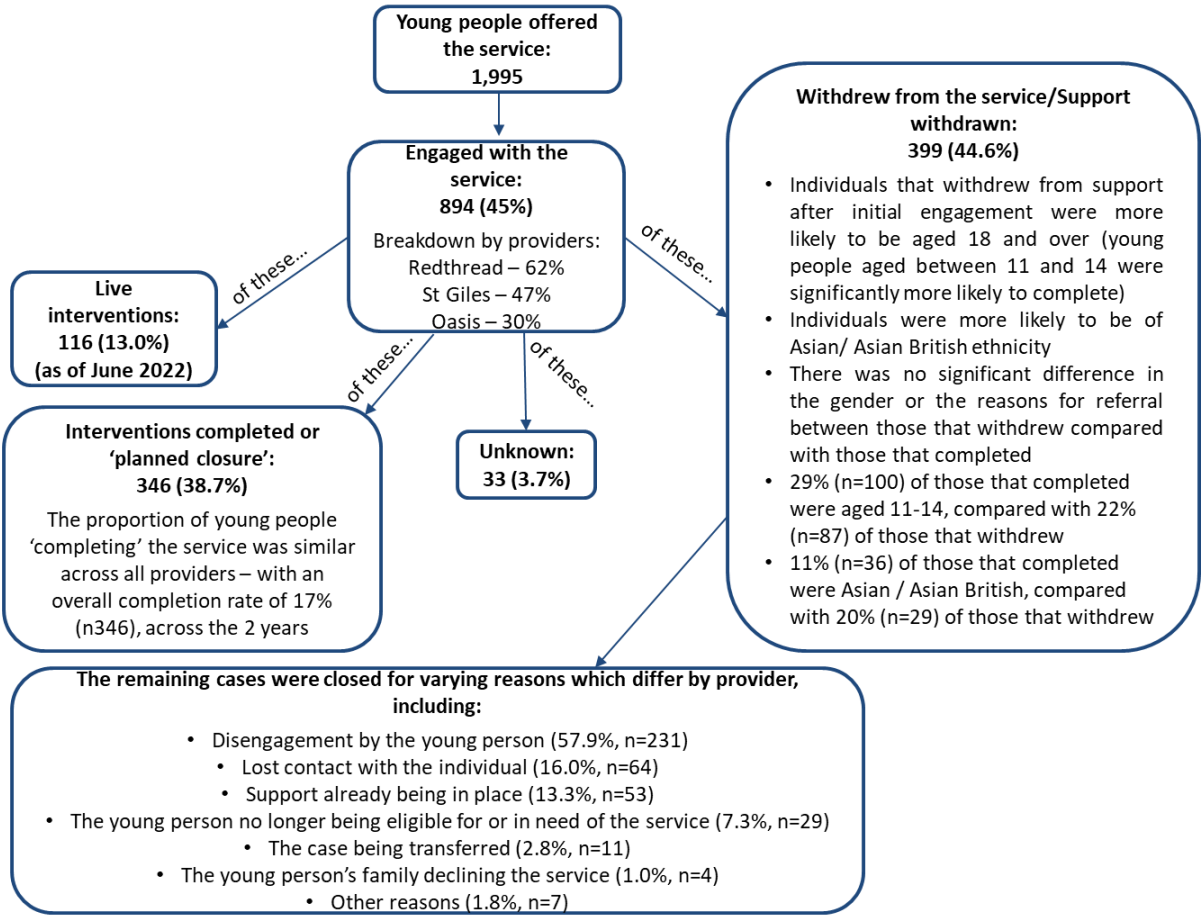 Young people offered
the service:
1,995
Engaged with the
service:
894 (45%)
Breakdown by providers:
Redthread – 62%
St Giles – 47%
Oasis – 30%
of these...
of these...
of these...
of these...
Live
interventions:
116 (13.0%)
(as of June 2022)
Interventions completed or
‘planned closure’:
346 (38.7%)
The proportion of young people
‘completing’ the service was similar
across all providers – with an
overall completion rate of 17%
(n346), across the 2 years
Unknown:
33 (3.7%)
Withdrew from the service/Support
withdrawn:
399 (44.6%)
• Individuals that withdrew from support
after initial engagement were more
likely to be aged 18 and over (young
people aged between 11 and 14 were
significantly more likely to complete)
• Individuals were more likely to be of
Asian/ Asian British ethnicity
• There was no significant difference in
the gender or the reasons for referral
between those that withdrew compared
with those that completed
• 29% (n=100) of those that completed
were aged 11-14, compared with 22%
(n=87) of those that withdrew
• 11% (n=36) of those that completed
were Asian / Asian British, compared
with 20% (n=29) of those that withdrew
The remaining cases were closed for varying reasons which differ by provider,
including:
• Disengagement by the young person (57.9%, n=231)
• Lost contact with the individual (16.0%, n=64)
• Support already being in place (13.3%, n=53)
• The young person no longer being eligible for or in need of the service (7.3%, n=29)
• The case being transferred (2.8%, n=11)
• The young person’s family declining the service (1.0%, n=4)
• Other reasons (1.8%, n=7)